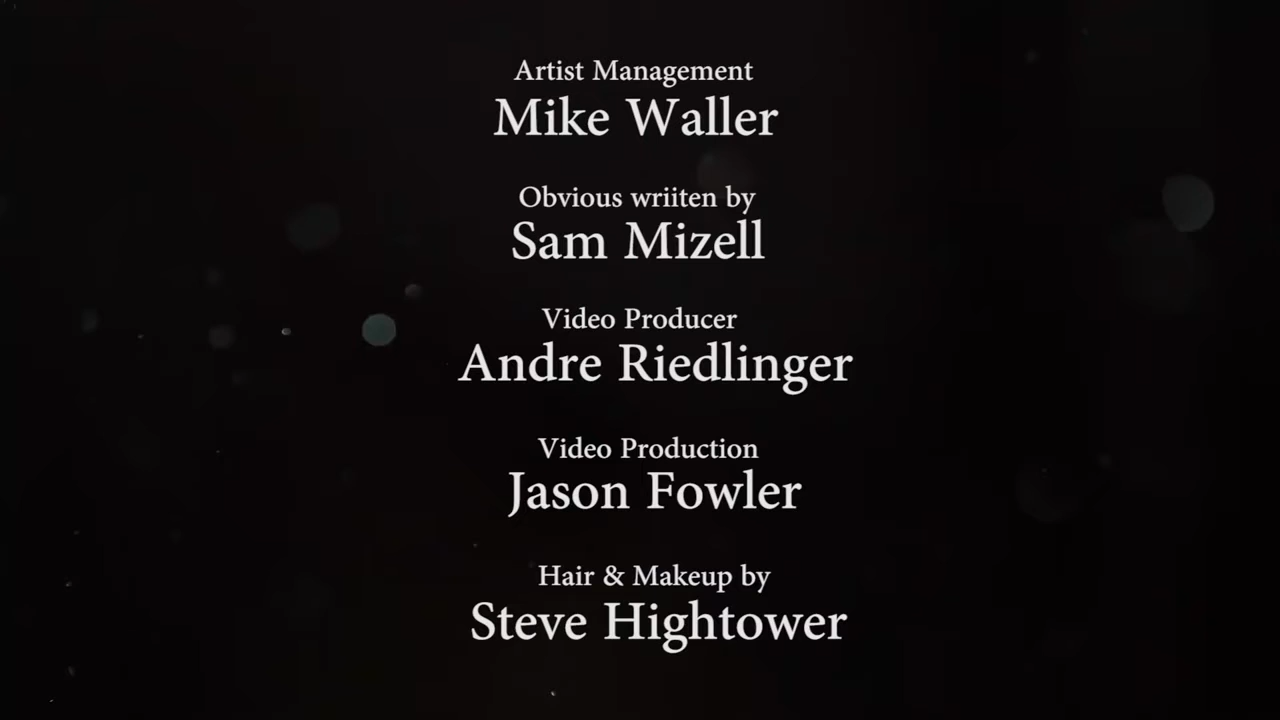 Artist Management
Mike Waller
Obvious wriiten by
Sam Mizell
Video Producer
Andre Riedlinger
Video Production
Jason Fowler
Hair & Makeup by
Steve Hightower